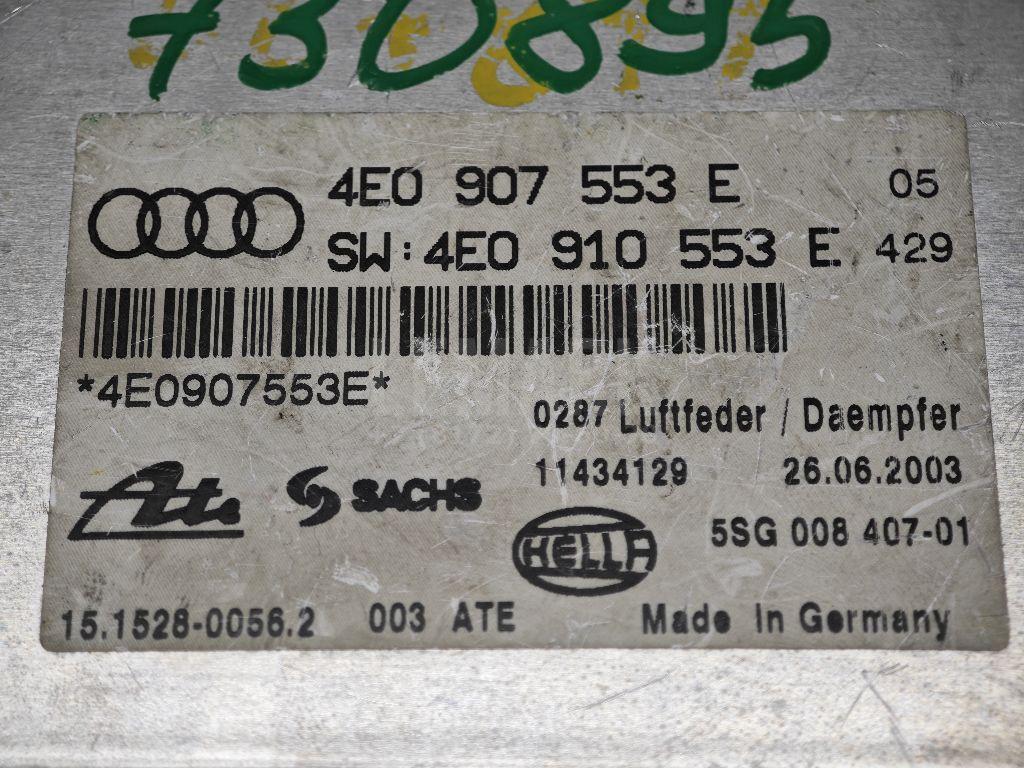 730895
4E0 907 553 E 05
SW:4E0 910 553 E 429
*4E0907553E*
0287 Luftfeder / Daempfer
11434129 26.06.2003
Ate SACHS
HELLA 5SG 008 407-01
15.1528-0056.2 003 ATE Made in Germany